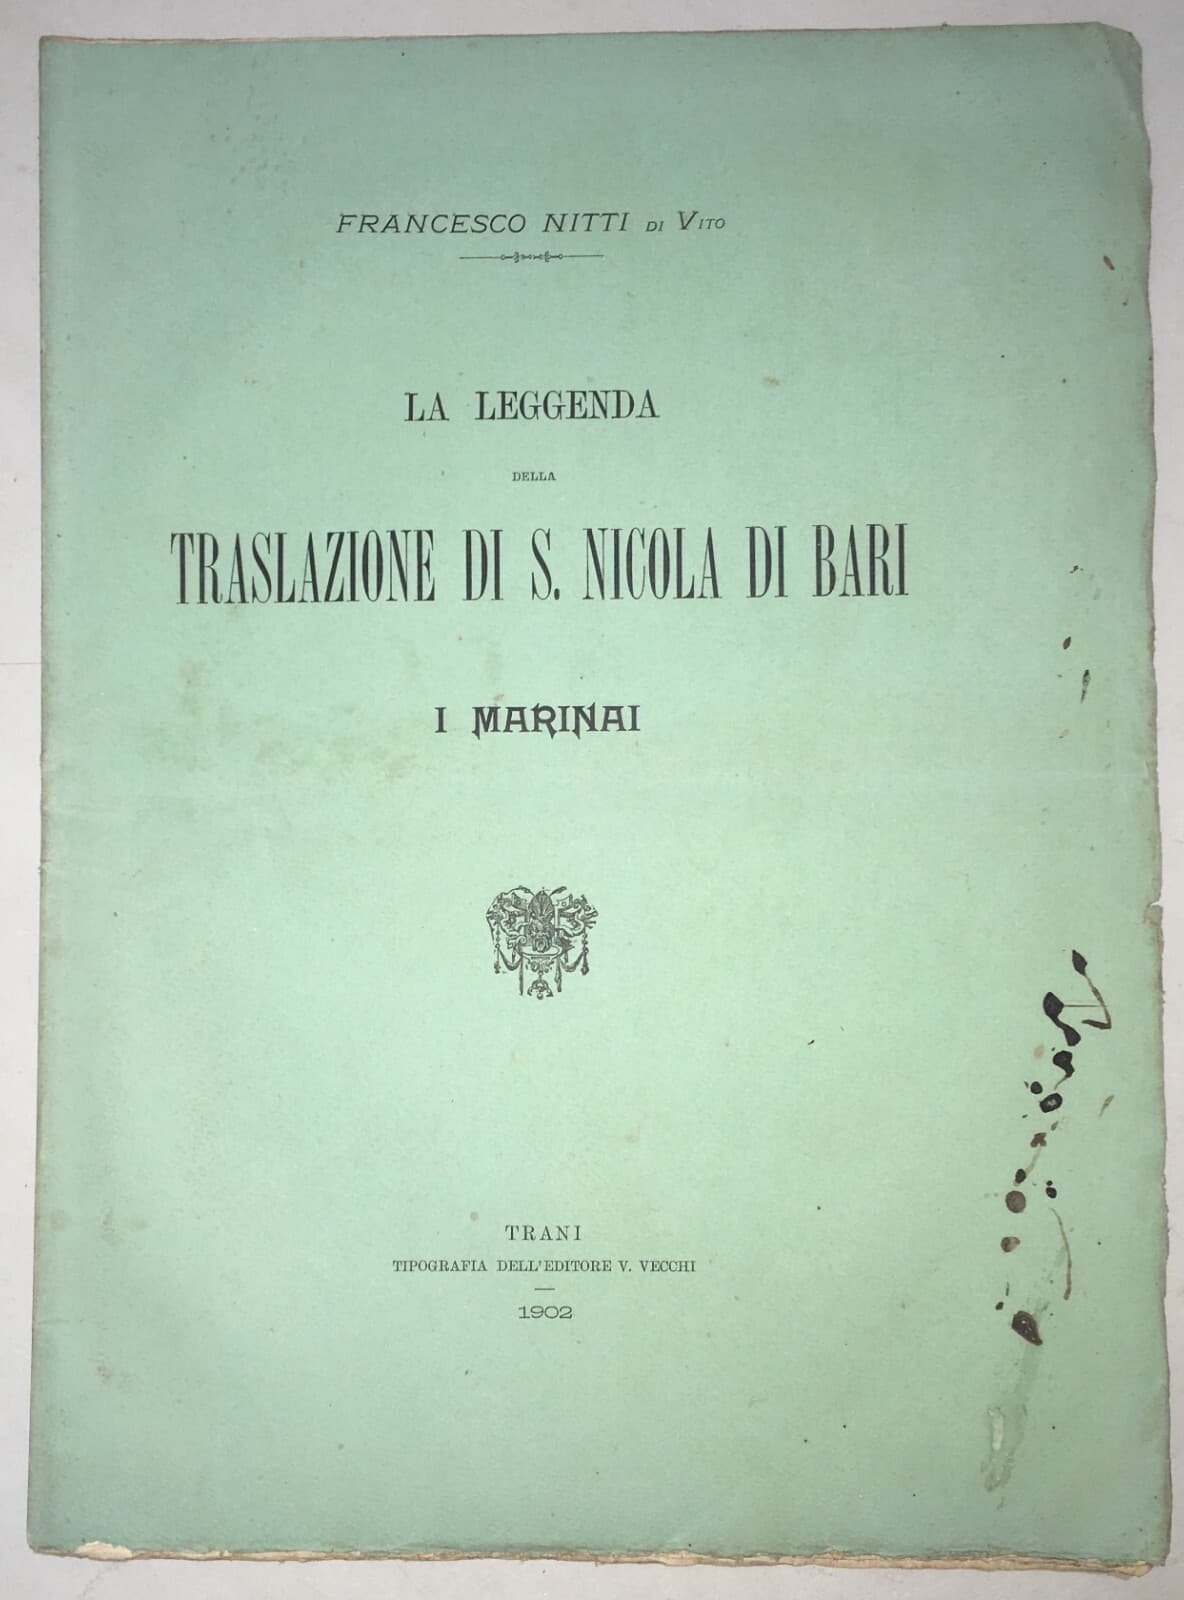 FRANCESCO NITTI DI VITO
LA LEGGENDA
DELLA
TRASLAZIONE DI S. NICOLA DI BARI
I MARINAI
TRANI
TIPOGRAFIA DELL'EDITORE V. VECCHI
1902